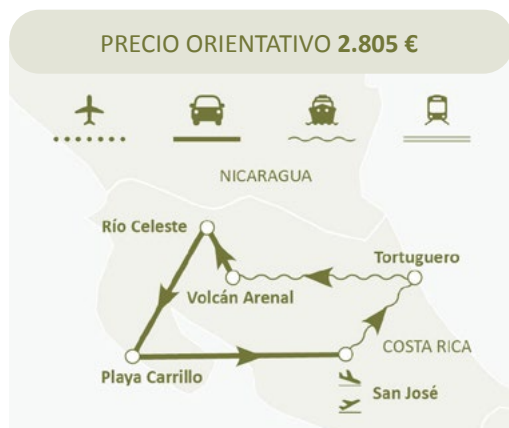 PRECIO ORIENTATIVO 2.805 €
NICARAGUA
Río Celeste
Tortuguero
Volcán Arenal
COSTA RICA
Playa Carrillo
San José